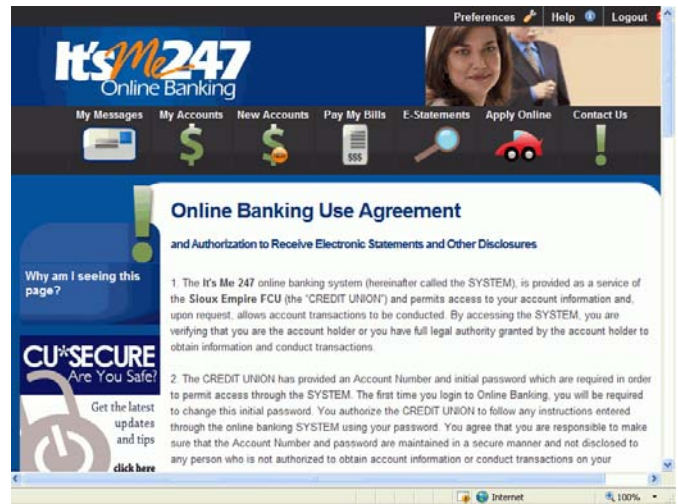 Preferences Help Logout
It'sMe247
Online Banking
My Messages My Accounts New Accounts Pay My Bills E-Statements Apply Online Contact Us
$$$
Online Banking Use Agreement
and Authorization to Receive Electronic Statements and Other Disclosures
Why am I seeing this
page?
1. The It's Me 247 online banking system (hereinafter called the SYSTEM), is provided as a service of
the Sioux Empire FCU (the "CREDIT UNION") and permits access to your account information and,
upon request, allows account transactions to be conducted. By accessing the SYSTEM, you are
verifying that you are the account holder or you have full legal authority granted by the account holder to
obtain information and conduct transactions.
CU*SECURE
Are You Safe?
Get the latest
updates
and tips
click here
2. The CREDIT UNION has provided an Account Number and initial password which are required in order
to permit access through the SYSTEM. The first time you login to Online Banking, you will be required
to change this initial password. You authorize the CREDIT UNION to follow any instructions entered
through the online banking SYSTEM using your password. You agree that you are responsible to make
sure that the Account Number and password are maintained in a secure manner and not disclosed to
any person who is not authorized to obtain account information or conduct transactions on your
Internet 100%